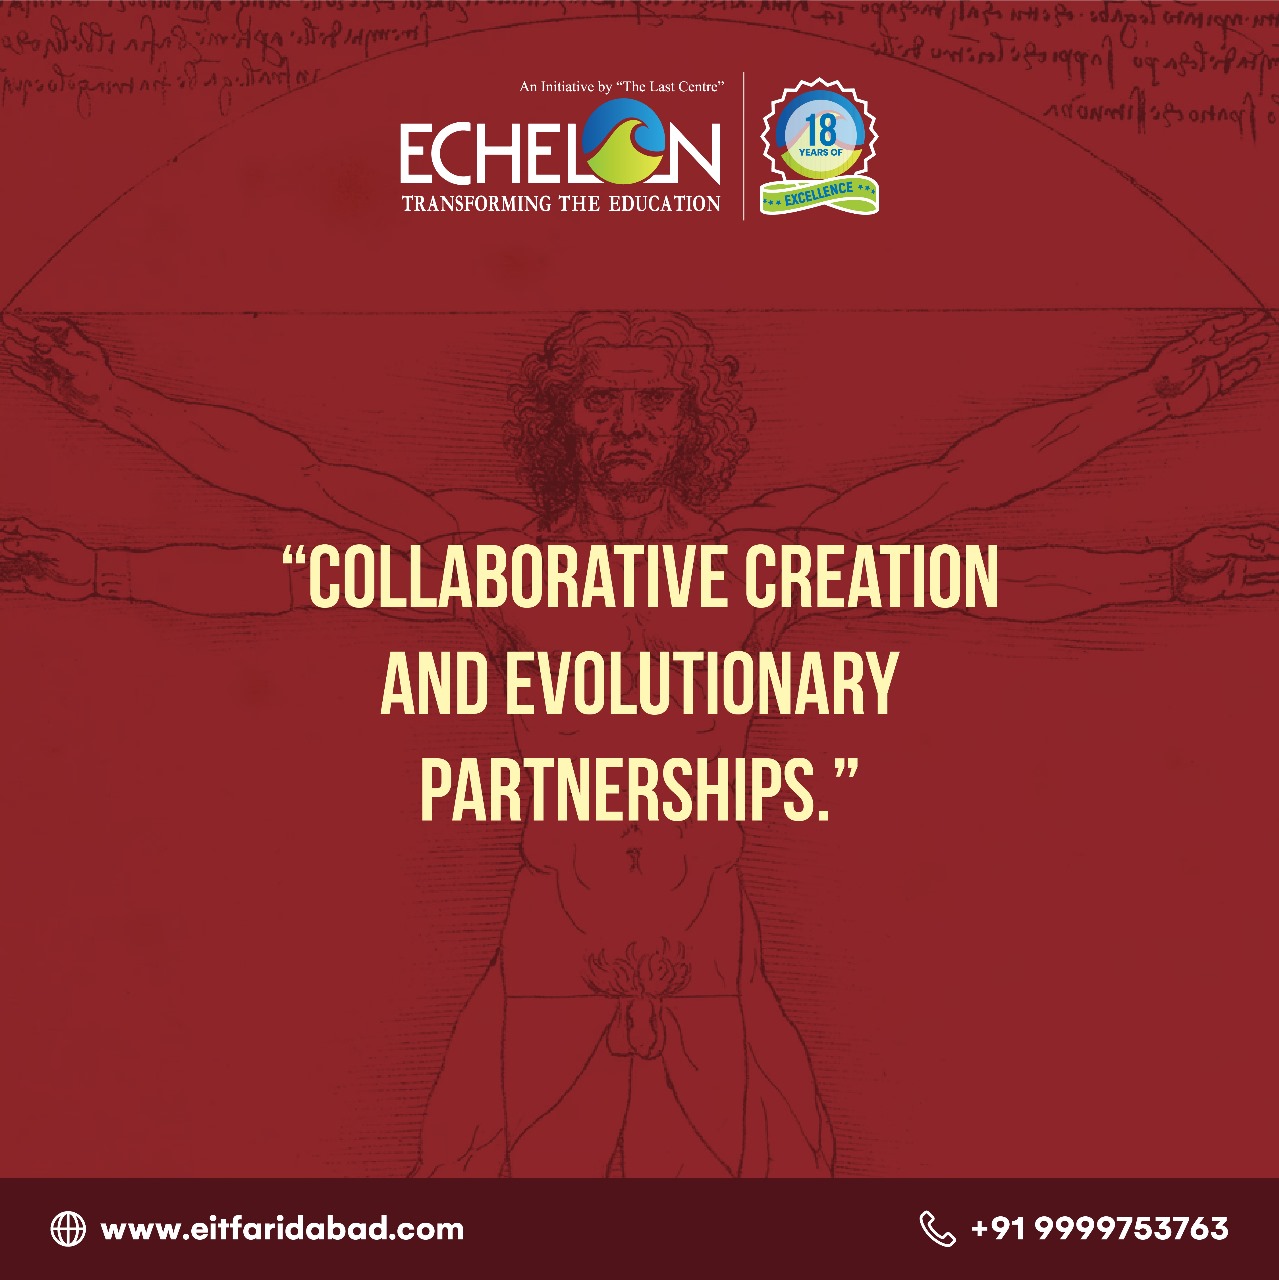 An Initiative by “The Last Centre”
ECHELON
TRANSFORMING THE EDUCATION
18
YEARS OF
*** EXCELLENCE ***
“COLLABORATIVE CREATION
AND EVOLUTIONARY
PARTNERSHIPS.”
www.eitfaridabad.com
+91 9999753763